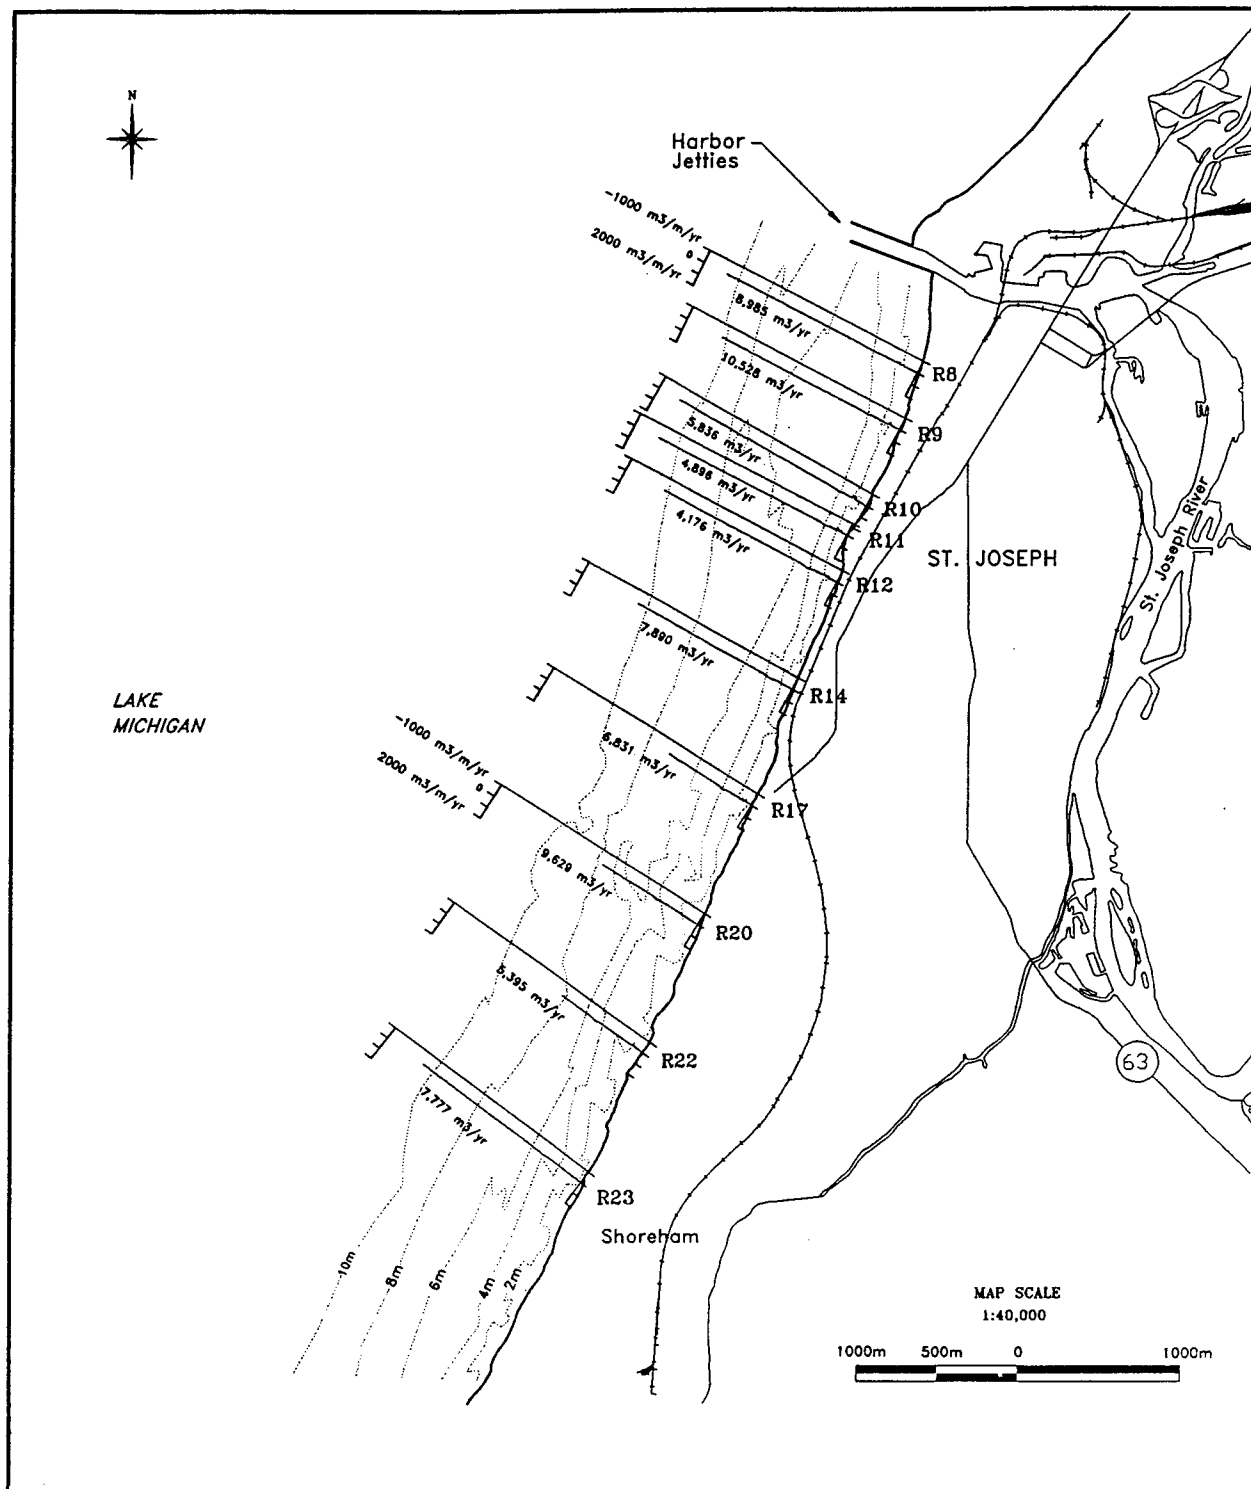 N
Harbor
Jetties
-1000 m3/m/yr
0
2000 m3/m/yr
8,985 m3/yr
R8
10,528 m3/yr
R9
5,836 m3/yr
R10
4,896 m3/yr
R11
4,176 m3/yr
R12
ST. JOSEPH
St. Joseph River
7,890 m3/yr
R14
LAKE
MICHIGAN
6,831 m3/yr
R17
-1000 m3/m/yr
0
2000 m3/m/yr
9,629 m3/yr
R20
R22
63
7,777 m3/yr
R23
Shoreham
10m
8m
6m
4m
2m
MAP SCALE
1:40,000
1000m 500m 0 1000m